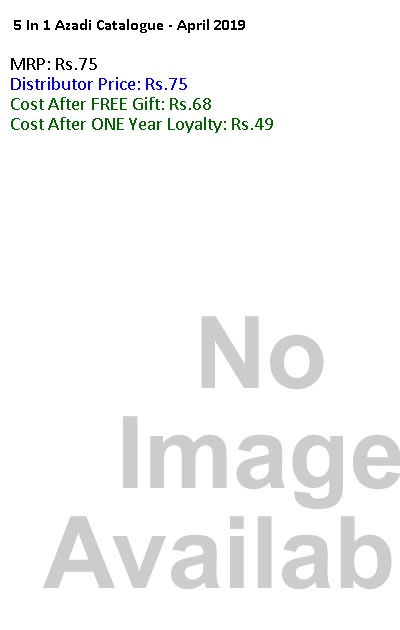 5 In 1 Azadi Catalogue - April 2019
MRP: Rs.75
Distributor Price: Rs.75
Cost After FREE Gift: Rs.68
Cost After ONE Year Loyalty: Rs.49
No
Image
Availab